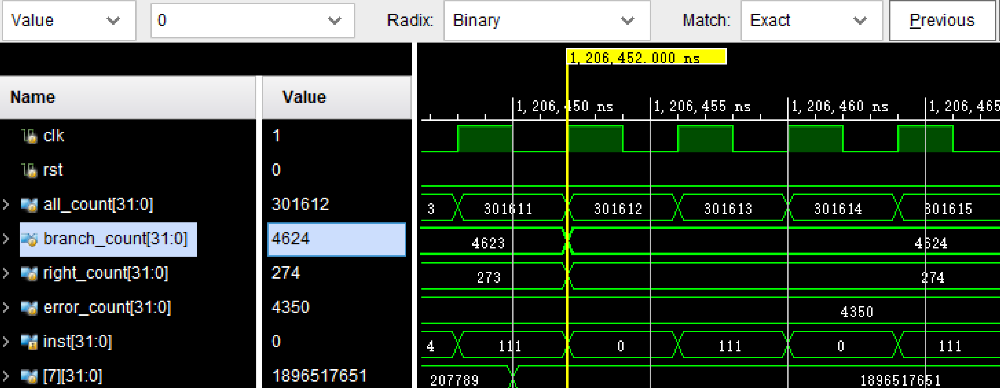 Value 0 Radix: Binary Match: Exact Previous
1,206,452.000 ns
Name Value
1,206,450 ns 1,206,455 ns 1,206,460 ns 1,206,465
clk 1
rst 0
all_count[31:0] 301612 3 301611 301612 301613 301614 301615
branch_count[31:0] 4624 4623 4624
right_count[31:0] 274 273 274
error_count[31:0] 4350 4350
inst[31:0] 0 4 111 0 111 0 111
[7][31:0] 1896517651 207789 1896517651